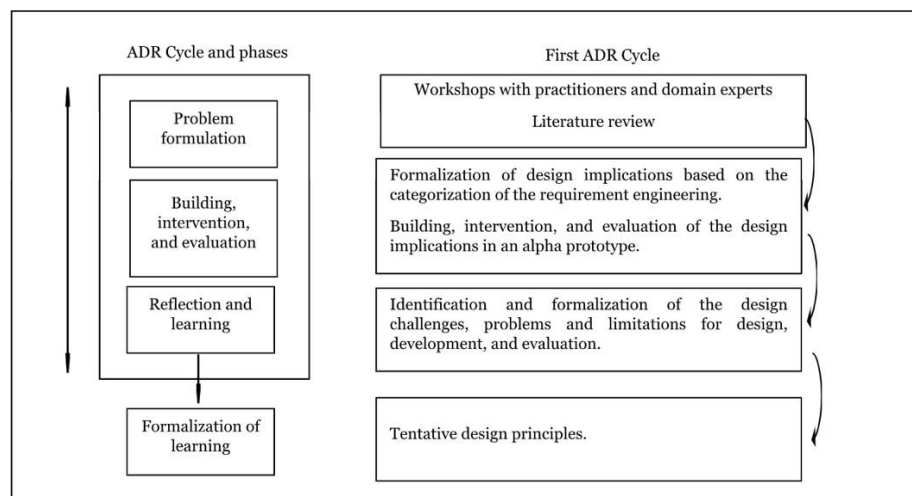 ADR Cycle and phases
Problem
formulation
Building,
intervention,
and evaluation
Reflection and
learning
Formalization of
learning
First ADR Cycle
Workshops with practitioners and domain experts
Literature review
Formalization of design implications based on the
categorization of the requirement engineering.
Building, intervention, and evaluation of the design
implications in an alpha prototype.
Identification and formalization of the design
challenges, problems and limitations for design,
development, and evaluation.
Tentative design principles.